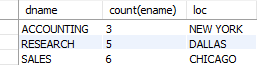 dname count(ename) loc
ACCOUNTING 3 NEW YORK
RESEARCH 5 DALLAS
SALES 6 CHICAGO